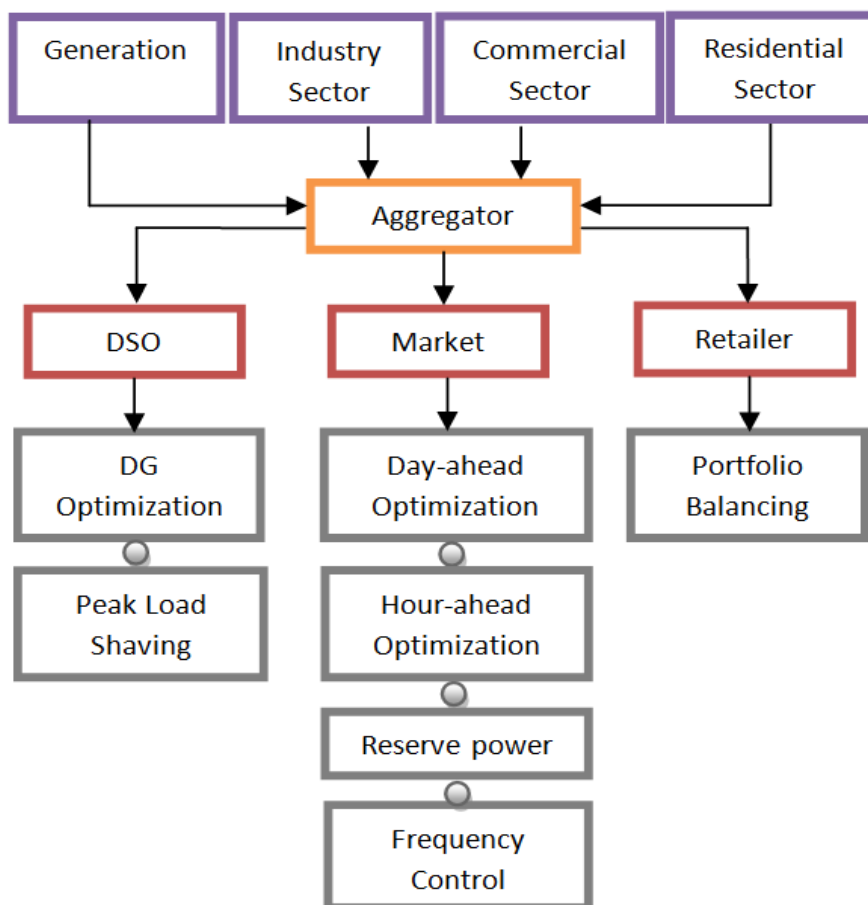 Generation
Industry
Sector
Commercial
Sector
Residential
Sector
Aggregator
DSO
Market
Retailer
DG
Optimization
Day-ahead
Optimization
Portfolio
Balancing
Peak Load
Shaving
Hour-ahead
Optimization
Reserve power
Frequency
Control